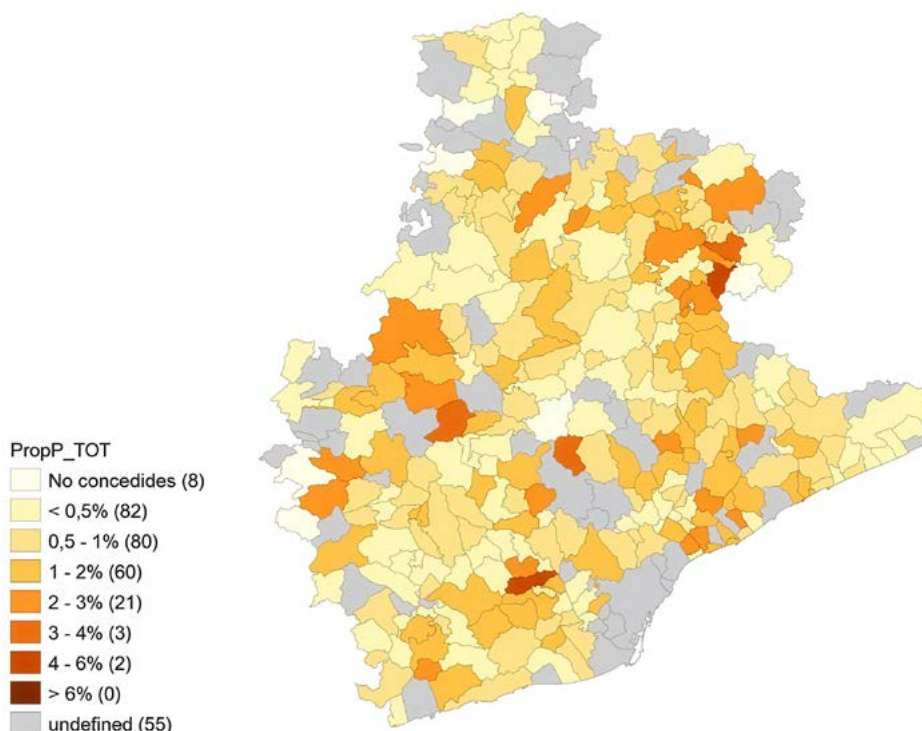 PropP_TOT
No concedides (8)
< 0,5% (82)
0,5 - 1% (80)
1 - 2% (60)
2 - 3% (21)
3 - 4% (3)
4 - 6% (2)
> 6% (0)
undefined (55)